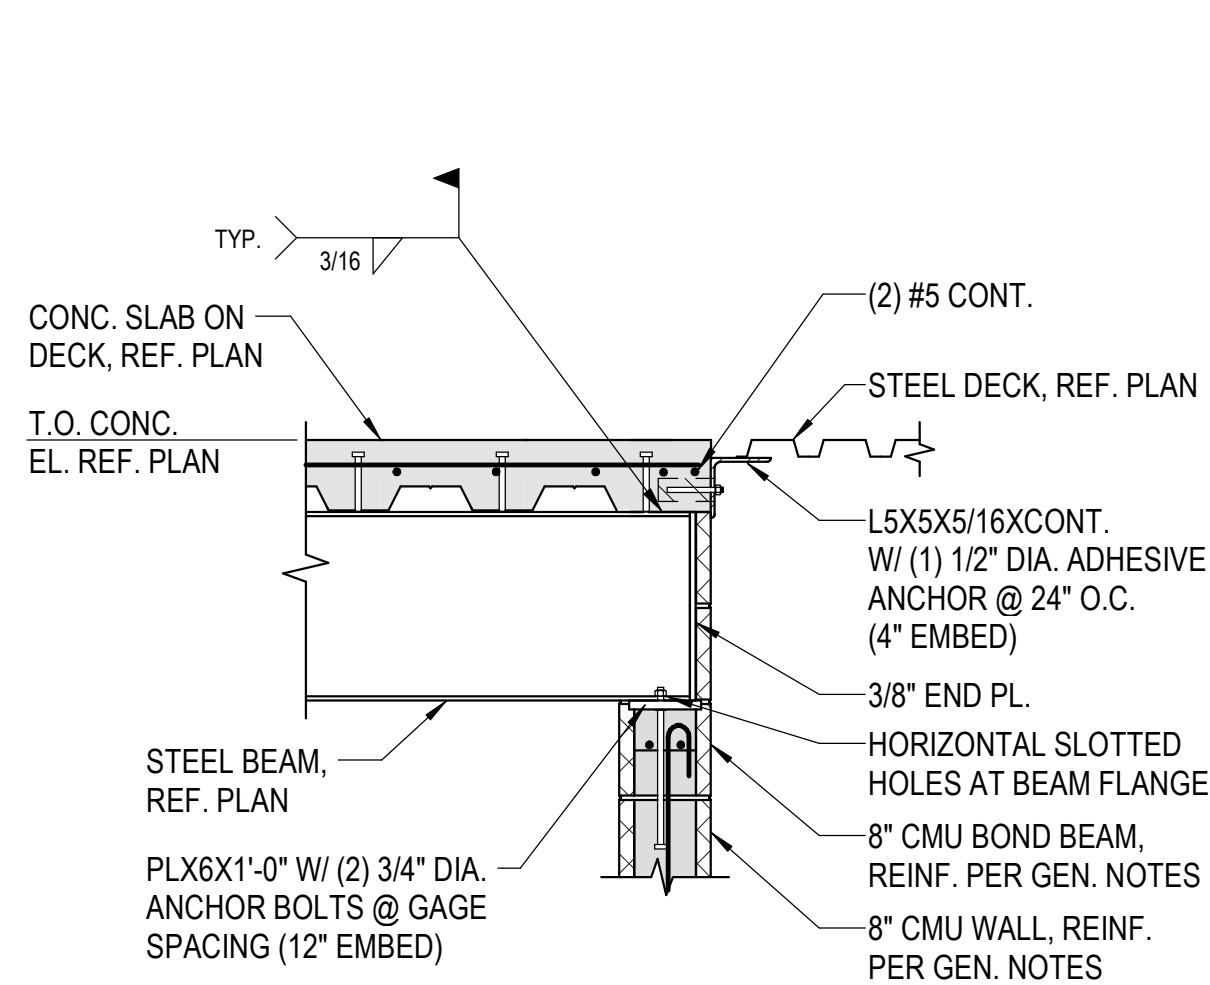 TYP.
3/16
CONC. SLAB ON
DECK, REF. PLAN
T.O. CONC.
EL. REF. PLAN
STEEL BEAM,
REF. PLAN
PLX6X1'-0" W/ (2) 3/4" DIA.
ANCHOR BOLTS @ GAGE
SPACING (12" EMBED)
(2) #5 CONT.
STEEL DECK, REF. PLAN
L5X5X5/16XCONT.
W/ (1) 1/2" DIA. ADHESIVE
ANCHOR @ 24" O.C.
(4" EMBED)
3/8" END PL.
HORIZONTAL SLOTTED
HOLES AT BEAM FLANGE
8" CMU BOND BEAM,
REINF. PER GEN. NOTES
8" CMU WALL, REINF.
PER GEN. NOTES